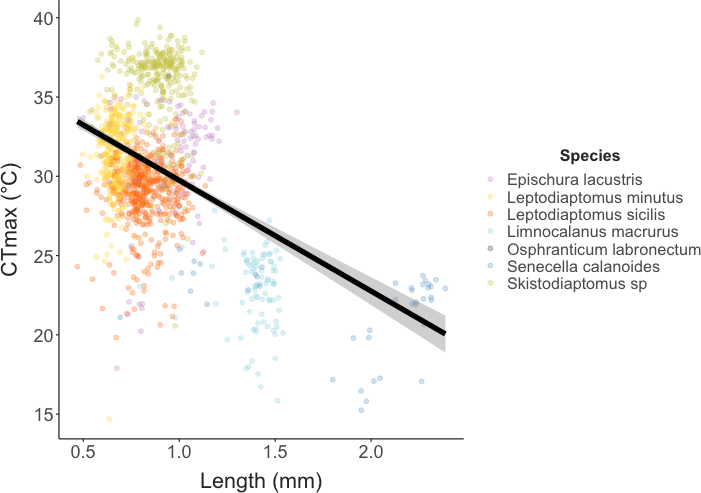 40
35
30
25
20
15
CTmax (°C)
0.5 1.0 1.5 2.0
Length (mm)
Species
Epischura lacustris
Leptodiaptomus minutus
Leptodiaptomus sicilis
Limnocalanus macrurus
Osphranticum labronectum
Senecella calanoides
Skistodiaptomus sp